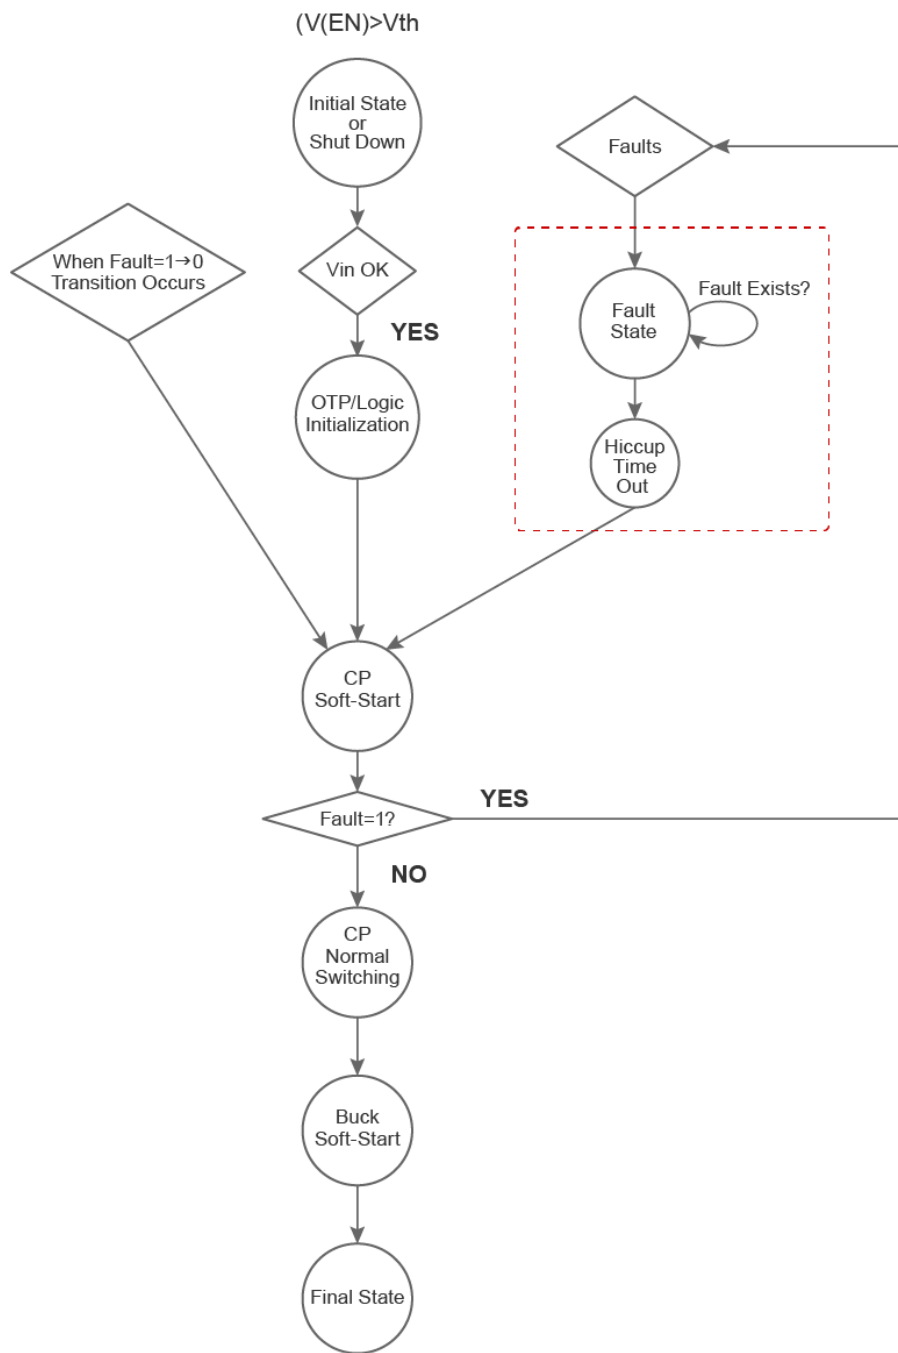 (V(EN)>Vth
Initial State
or
Shut Down
Faults
When Fault=1→0
Transition Occurs
Vin OK
Fault Exists?
Fault
State
YES
OTP/Logic
Initialization
Hiccup
Time
Out
CP
Soft-Start
YES
Fault=1?
NO
CP
Normal
Switching
Buck
Soft-Start
Final State